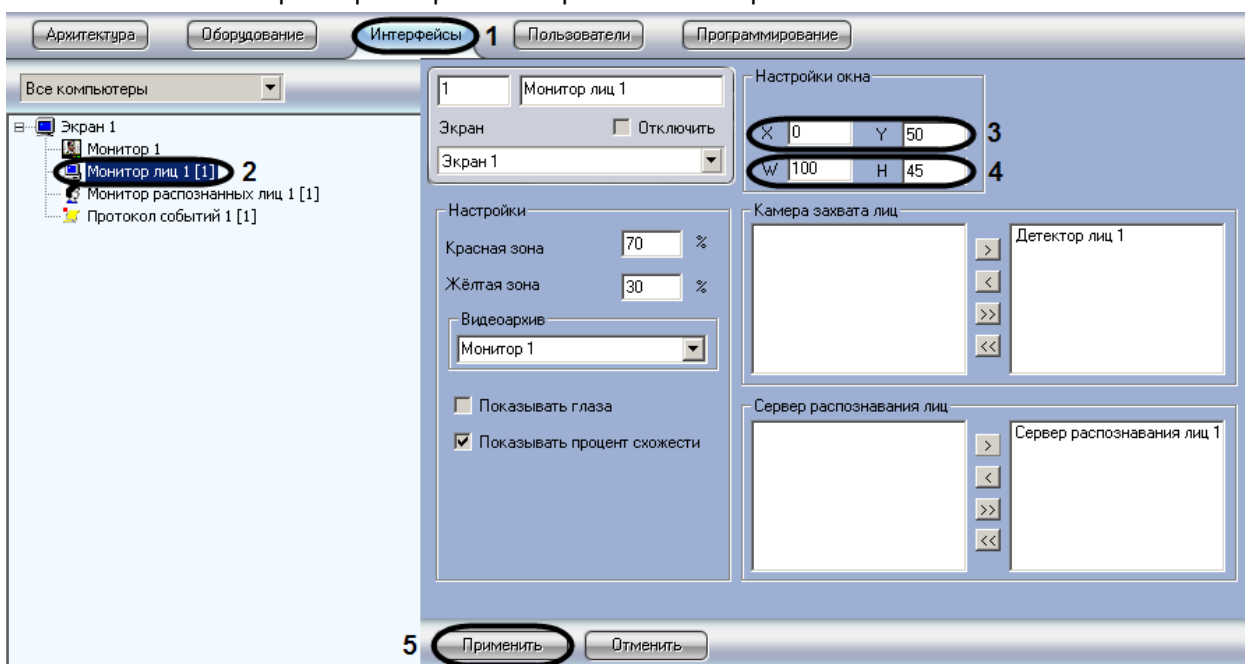 Архитектура Оборудование Интерфейсы 1 Пользователи Программирование
Все компьютеры
Экран 1
Монитор 1
Монитор лиц 1 [1] 2
Монитор распознанных лиц 1 [1]
Протокол событий 1 [1]
1 Монитор лиц 1
Экран Отключить
Экран 1
Настройки окна
X 0 Y 50 3
W 100 H 45 4
Настройки
Красная зона 70 %
Жёлтая зона 30 %
Видеоархив
Монитор 1
Показывать глаза
Показывать процент схожести
Камера захвата лиц
Детектор лиц 1
>
<
>>
<<
Сервер распознавания лиц
Сервер распознавания лиц 1
>
<
>>
<<
5 Применить Отменить